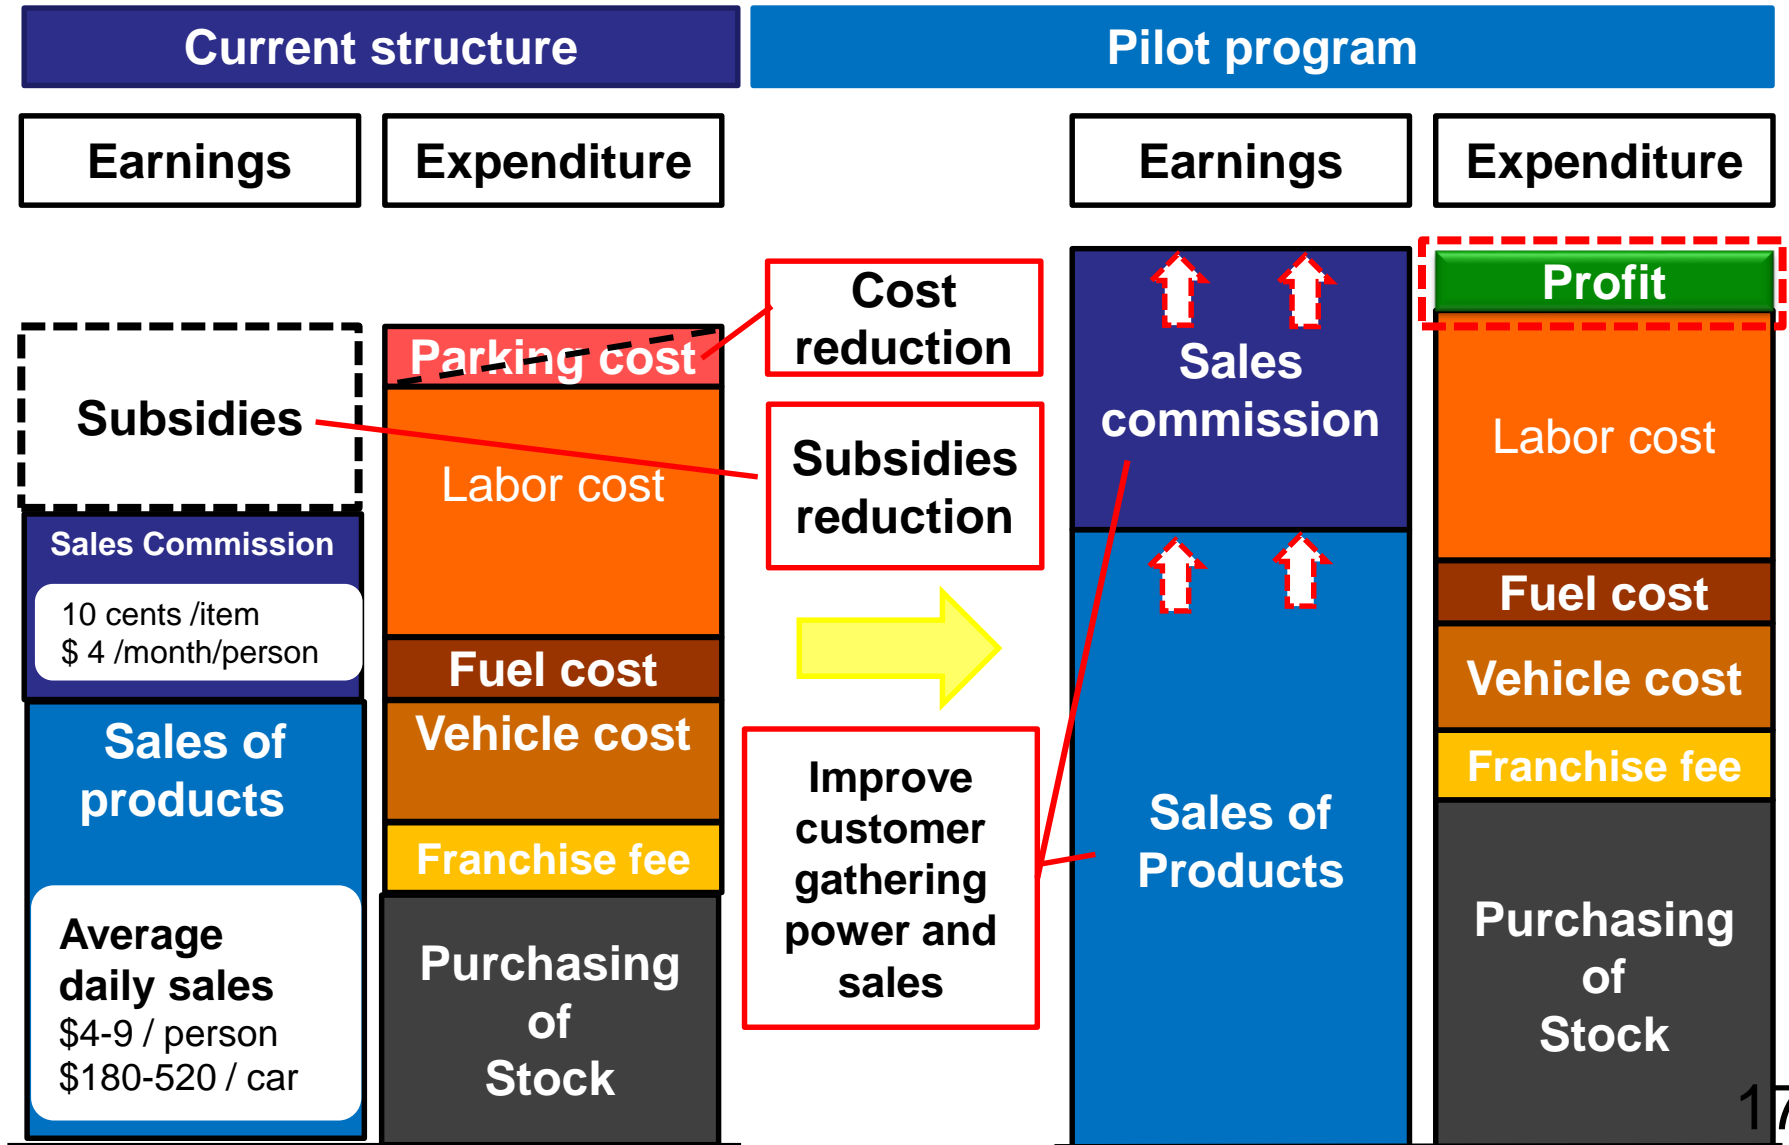 Current structure
Pilot program
Earnings
Expenditure
Earnings
Expenditure
Subsidies
Sales Commission
10 cents /item
$ 4 /month/person
Sales of
products
Average
daily sales
$4-9 / person
$180-520 / car
Parking cost
Labor cost
Fuel cost
Vehicle cost
Franchise fee
Purchasing
of
Stock
Cost
reduction
Subsidies
reduction
Improve
customer
gathering
power and
sales
Sales
commission
Sales of
Products
Profit
Labor cost
Fuel cost
Vehicle cost
Franchise fee
Purchasing
of
Stock
17